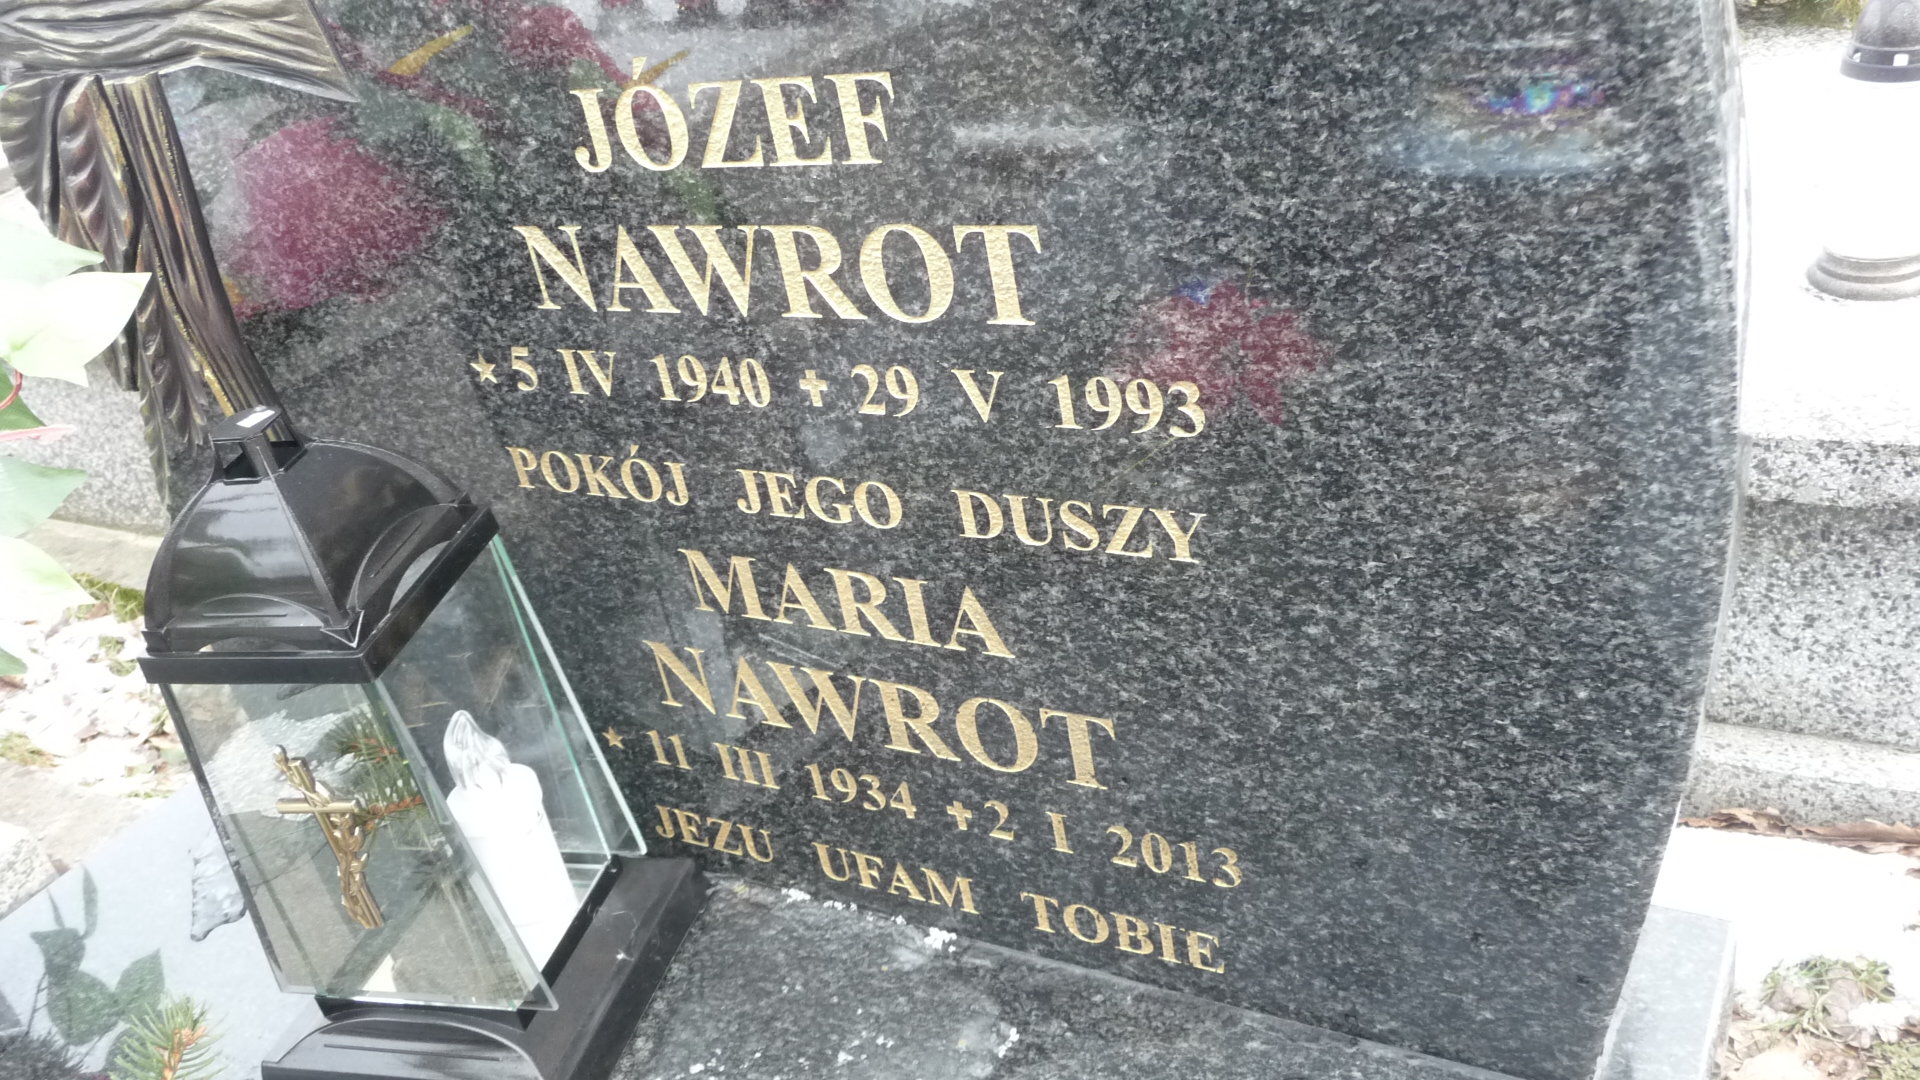 JÓZEF
NAWROT
★ 5 IV 1940 ✝ 29 V 1993
POKÓJ JEGO DUSZY
MARIA
NAWROT
★ 11 III 1934 ✝ 2 I 2013
JEZU UFAM TOBIE